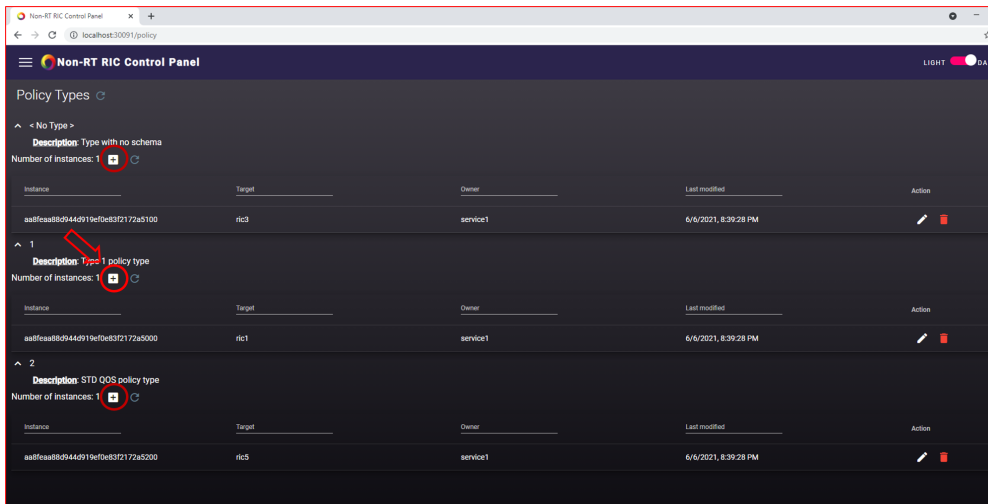 Non-RT RIC Control Panel
localhost:30091/policy
Non-RT RIC Control Panel
LIGHT DA
Policy Types
< No Type >
Description: Type with no schema
Number of instances: 1
Instance Target Owner Last modified Action
aa8feaa88d944d919ef0e83f2172a5100 ric3 service1 6/6/2021, 8:39:28 PM
1
Description: Type 1 policy type
Number of instances: 1
Instance Target Owner Last modified Action
aa8feaa88d944d919ef0e83f2172a5000 ric1 service1 6/6/2021, 8:39:28 PM
2
Description: STD QOS policy type
Number of instances: 1
Instance Target Owner Last modified Action
aa8feaa88d944d919ef0e83f2172a5200 ric5 service1 6/6/2021, 8:39:28 PM